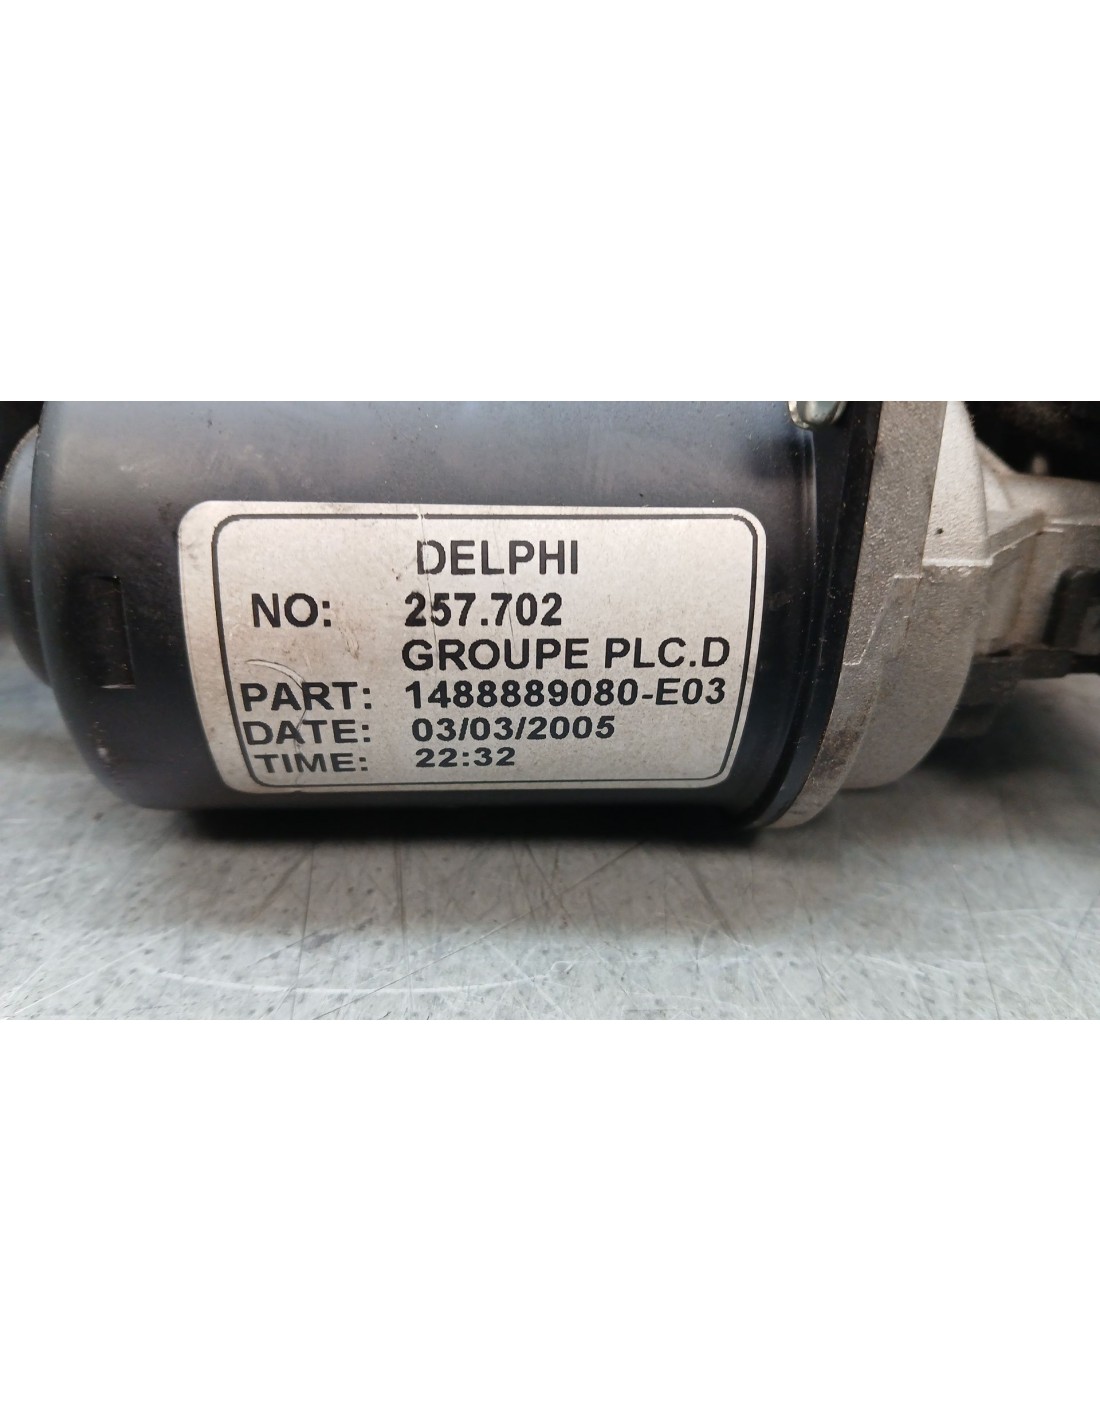 DELPHI
NO: 257.702
GROUPE PLC.D
PART: 1488889080-E03
DATE: 03/03/2005
TIME: 22:32